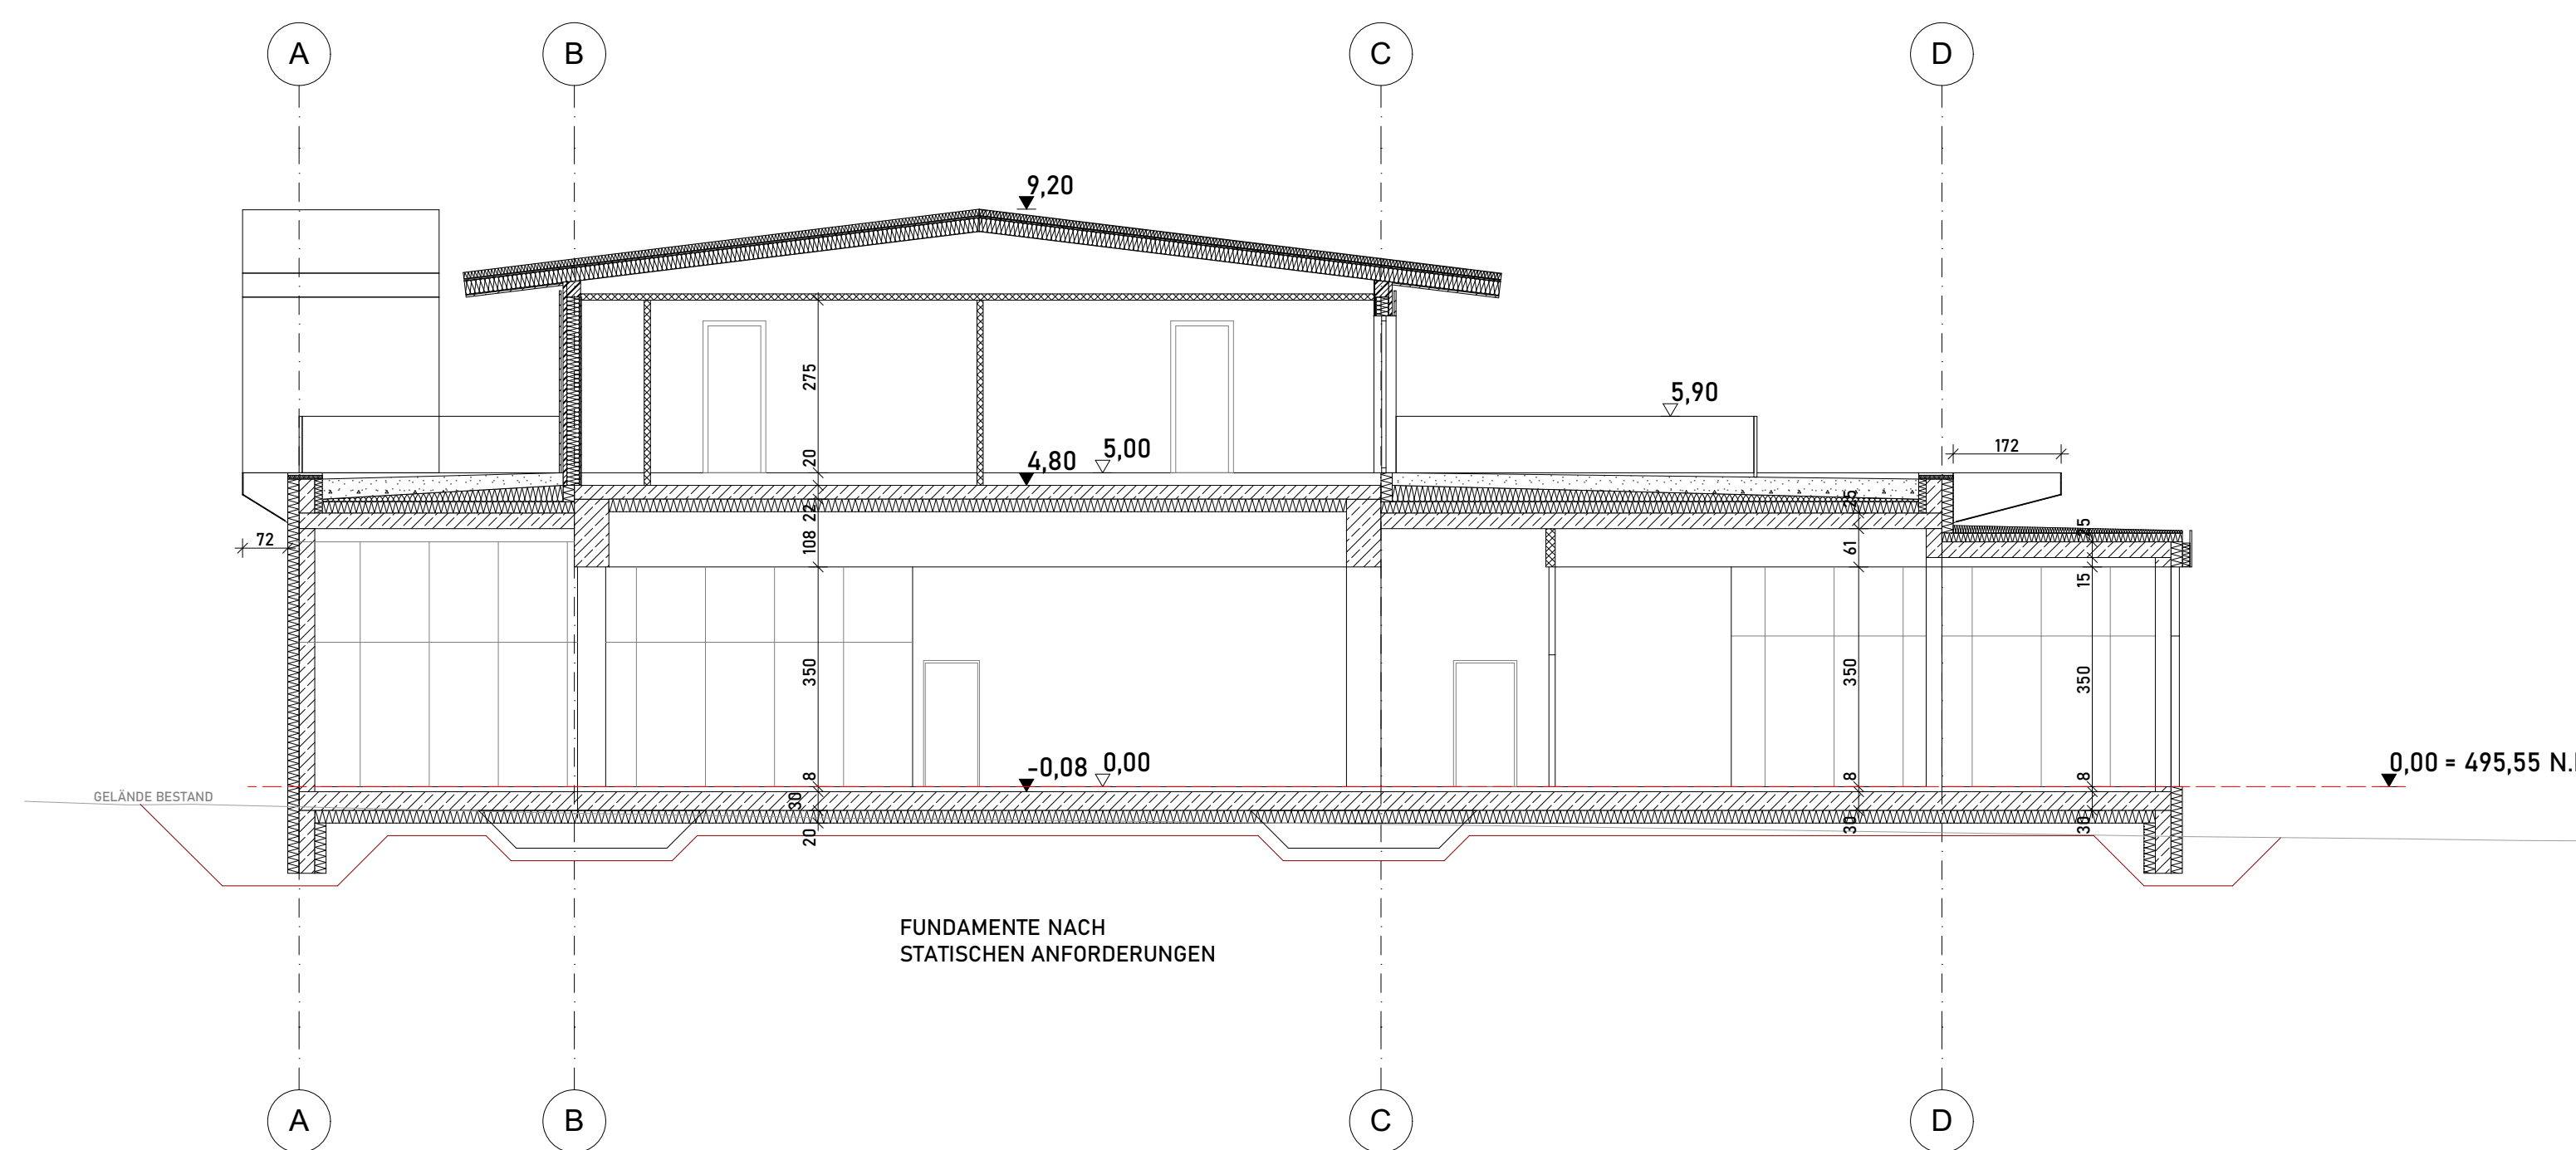 A
B
C
D
9,20
275
5,90
20
4,80
5,00
172
25
108
22
72
61
25
15
350
350
350
-0,08
0,00
0,00 = 495,55 N.
8
8
8
GELÄNDE BESTAND
30
20
30
30
FUNDAMENTE NACH
STATISCHEN ANFORDERUNGEN
A
B
C
D